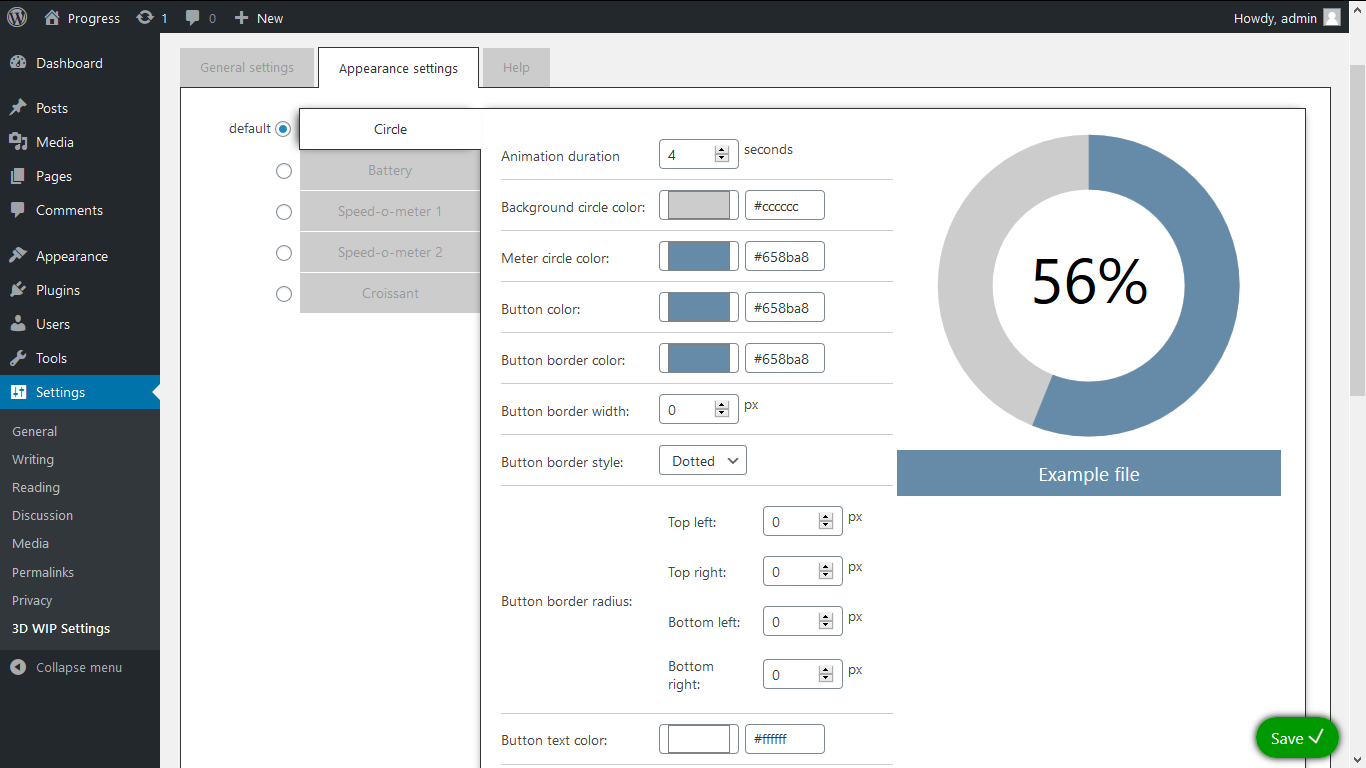 Progress 1 0 New Howdy, admin
Dashboard
Posts
Media
Pages
Comments
Appearance
Plugins
Users
Tools
Settings
General
Writing
Reading
Discussion
Media
Permalinks
Privacy
3D WIP Settings
Collapse menu
General settings Appearance settings Help
default Circle
Battery
Speed-o-meter 1
Speed-o-meter 2
Croissant
Animation duration 4 seconds
Background circle color: #cccccc
Meter circle color: #658ba8
Button color: #658ba8
Button border color: #658ba8
Button border width: 0 px
Button border style: Dotted
Button border radius:
Top left: 0 px
Top right: 0 px
Bottom left: 0 px
Bottom
right: 0 px
Button text color: #ffffff
56%
Example file
Save